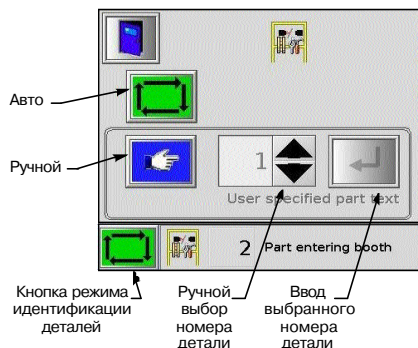 Авто
Ручной
1
User specified part text
2 Part entering booth
Кнопка режима
идентификации
деталей
Ручной
выбор
номера
детали
Ввод
выбранного
номера
детали